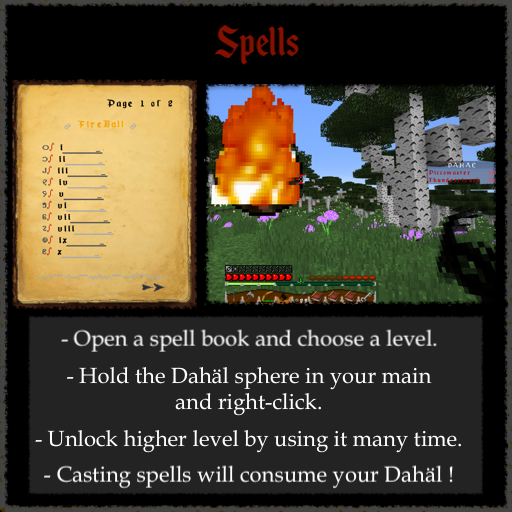 Spells
Page 1 of 2
FireBall
i
ii
iii
iv
v
vi
vii
viii
ix
x
DAHAL
- Open a spell book and choose a level.
- Hold the Dahäl sphere in your main
and right-click.
- Unlock higher level by using it many time.
- Casting spells will consume your Dahäl !